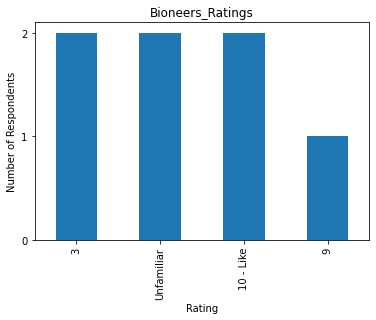 Bioneers_Ratings
Number of Respondents
2
1
0
3
Unfamiliar
10 - Like
9
Rating